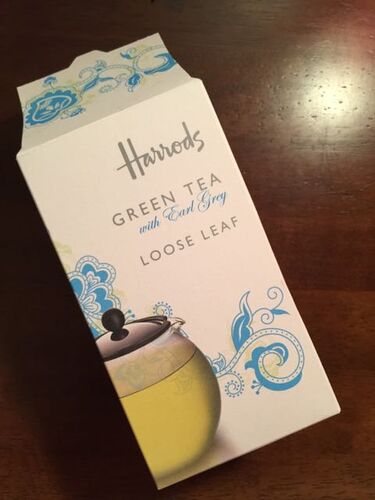 Harrods
GREEN TEA
with Earl Grey
LOOSE LEAF